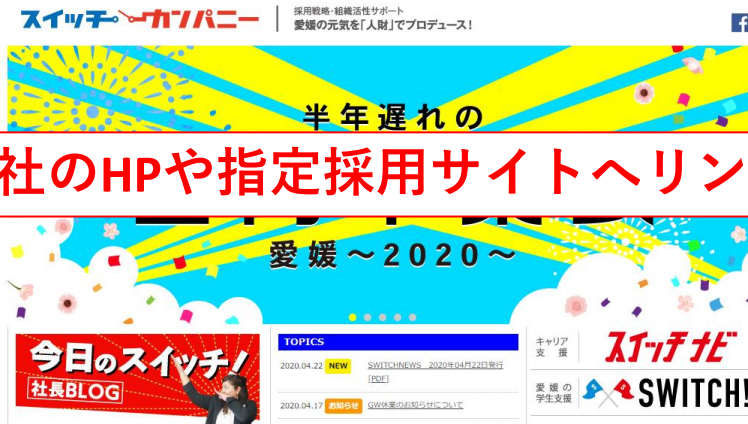 スイッチカンパニー
採用戦略・組織活性サポート
愛媛の元気を「人財」でプロデュース！
f
半年遅れの
社のHPや指定採用サイトへリン
愛媛～2020～
今日のスイッチ！
社長BLOG
TOPICS
2020.04.22 NEW SWITCHNEWS 2020年04月22日発行
[PDF]
2020.04.17 お知らせ GW休業のお知らせについて
キャリア
支援
スイッチナビ
愛媛の
学生支援
SWITCH!